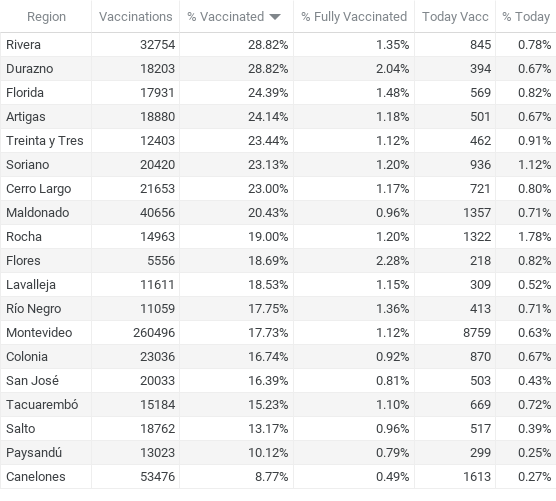 Region Vaccinations % Vaccinated % Fully Vaccinated Today Vacc % Today
Rivera 32754 28.82% 1.35% 845 0.78%
Durazno 18203 28.82% 2.04% 394 0.67%
Florida 17931 24.39% 1.48% 569 0.82%
Artigas 18880 24.14% 1.18% 501 0.67%
Treinta y Tres 12403 23.44% 1.12% 462 0.91%
Soriano 20420 23.13% 1.20% 936 1.12%
Cerro Largo 21653 23.00% 1.17% 721 0.80%
Maldonado 40656 20.43% 0.96% 1357 0.71%
Rocha 14963 19.00% 1.20% 1322 1.78%
Flores 5556 18.69% 2.28% 218 0.82%
Lavalleja 11611 18.53% 1.15% 309 0.52%
Río Negro 11059 17.75% 1.36% 413 0.71%
Montevideo 260496 17.73% 1.12% 8759 0.63%
Colonia 23036 16.74% 0.92% 870 0.67%
San José 20033 16.39% 0.81% 503 0.43%
Tacuarembó 15184 15.23% 1.10% 669 0.72%
Salto 18762 13.17% 0.96% 517 0.39%
Paysandú 13023 10.12% 0.79% 299 0.25%
Canelones 53476 8.77% 0.49% 1613 0.27%